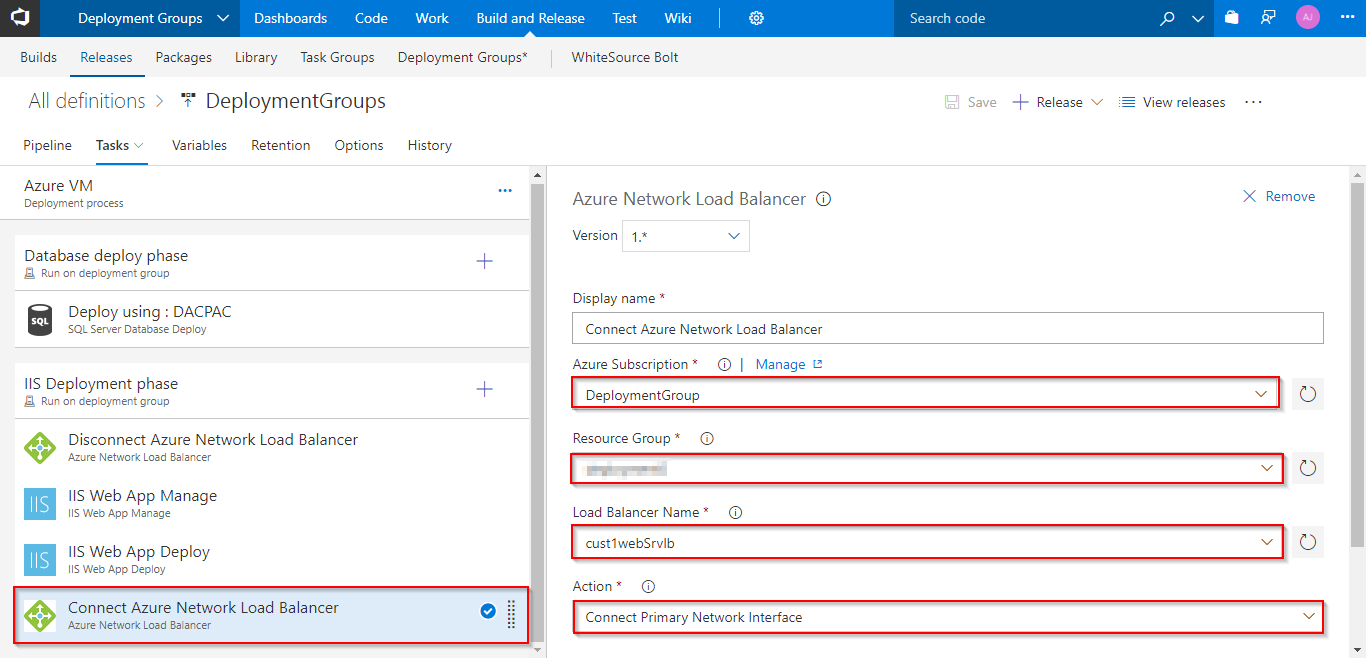 Deployment Groups Dashboards Code Work Build and Release Test Wiki Search code AJ
Builds Releases Packages Library Task Groups Deployment Groups* WhiteSource Bolt
All definitions > DeploymentGroups Save Release View releases
Pipeline Tasks Variables Retention Options History
Azure VM
Deployment process
Database deploy phase
Run on deployment group
SQL
Deploy using : DACPAC
SQL Server Database Deploy
IIS Deployment phase
Run on deployment group
Disconnect Azure Network Load Balancer
Azure Network Load Balancer
IIS
IIS Web App Manage
IIS Web App Manage
IIS
IIS Web App Deploy
IIS Web App Deploy
Connect Azure Network Load Balancer
Azure Network Load Balancer
Azure Network Load Balancer Remove
Version 1.*
Display name *
Connect Azure Network Load Balancer
Azure Subscription * | Manage
DeploymentGroup
Resource Group *
Load Balancer Name *
cust1webSrvlb
Action *
Connect Primary Network Interface